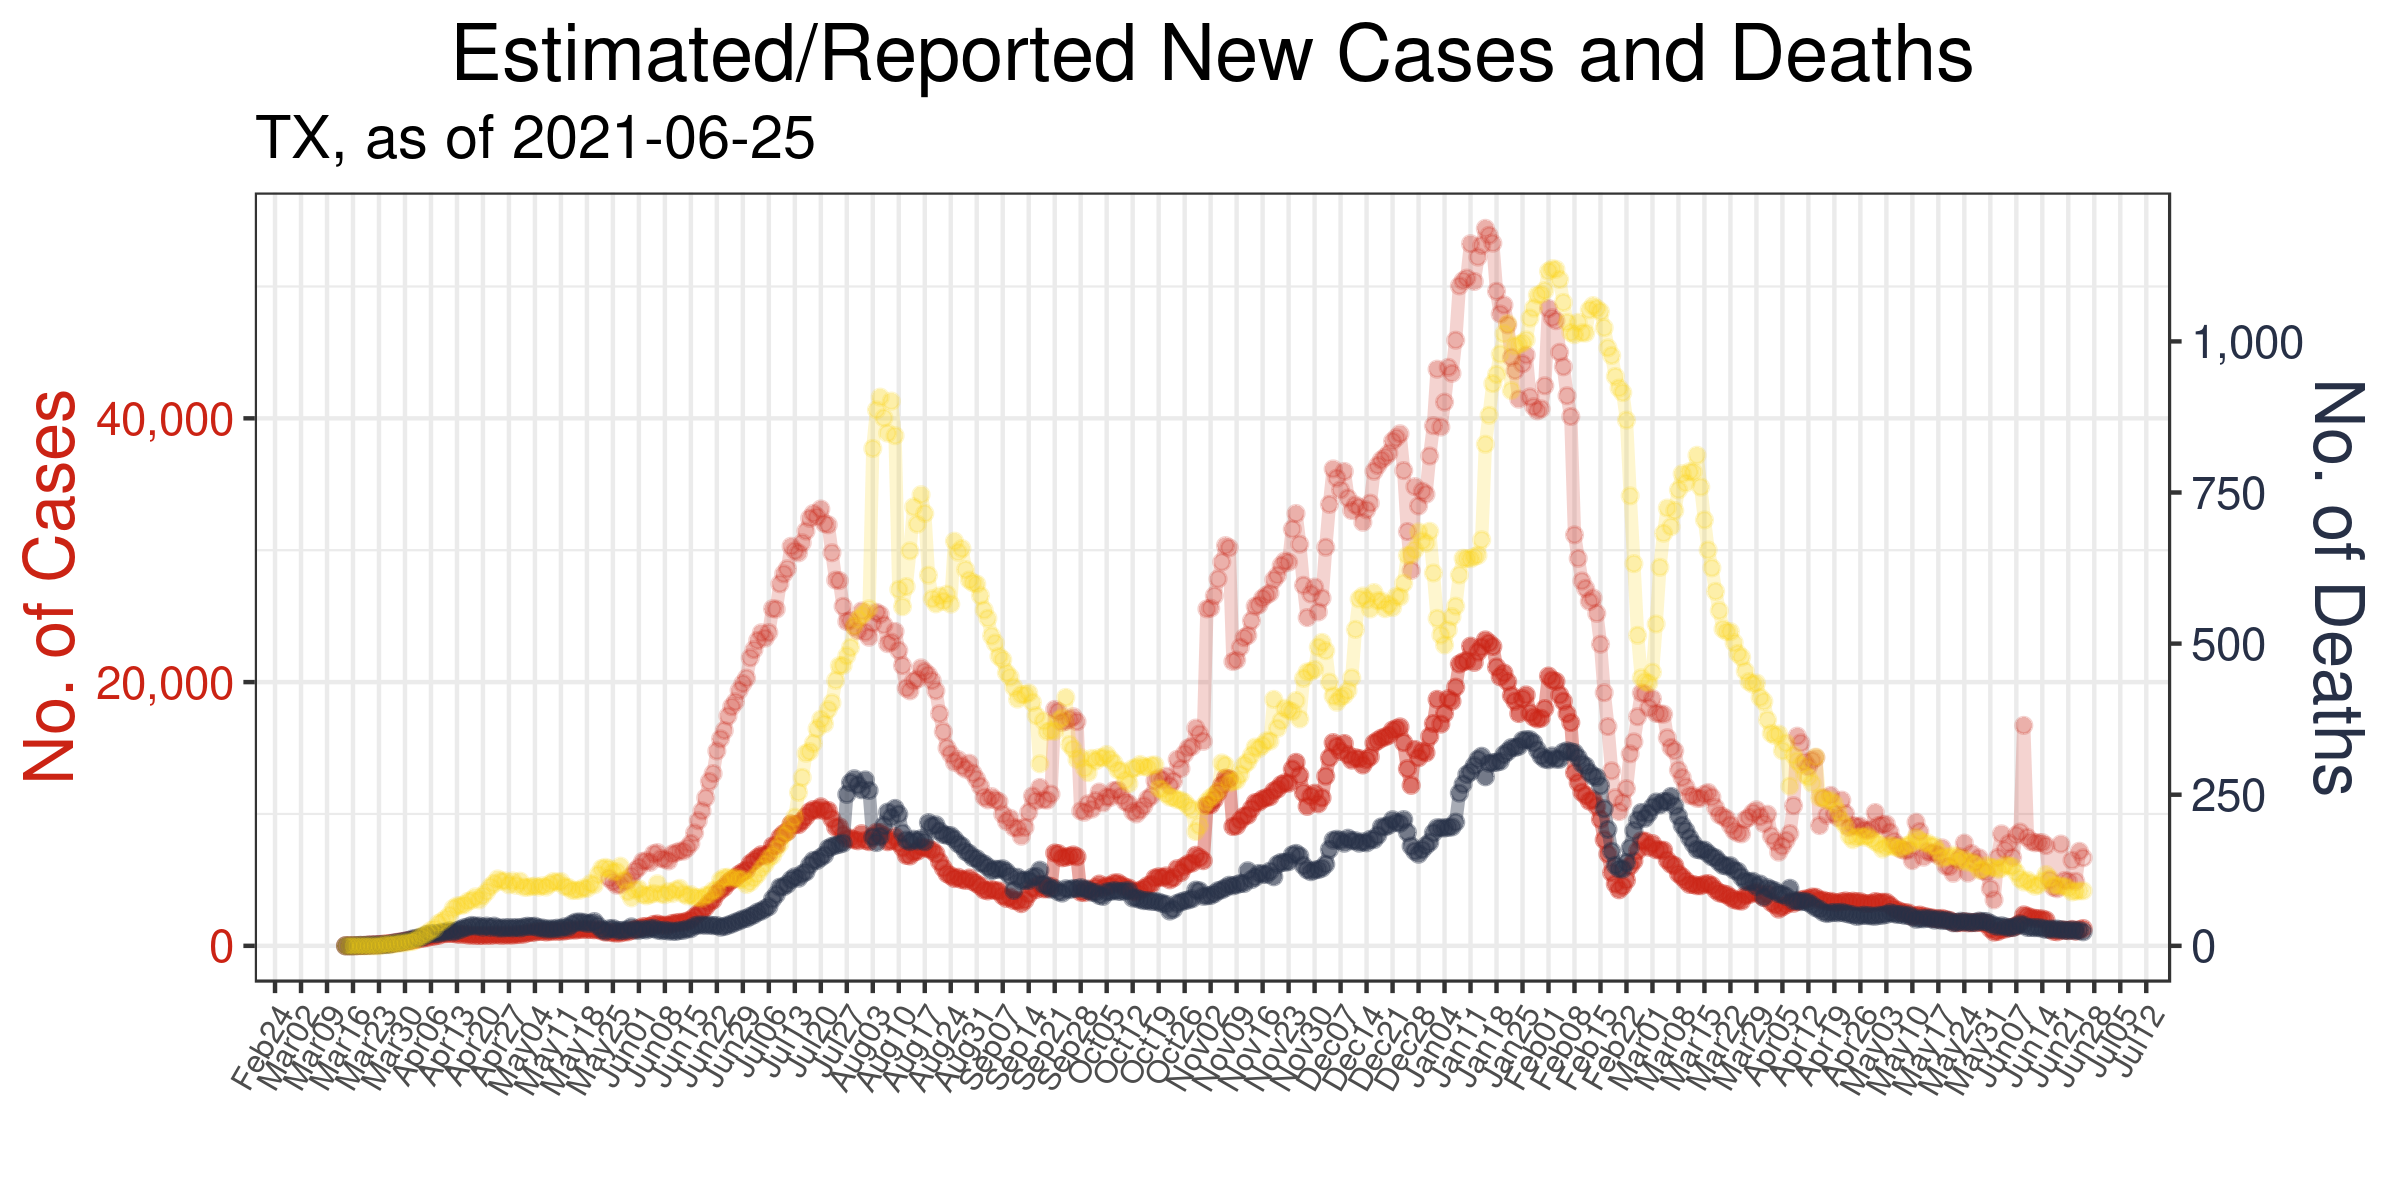 Estimated/Reported New Cases and Deaths
TX, as of 2021-06-25
No. of Cases
40,000
20,000
0
1,000
750
500
250
0
No. of Deaths
Feb24
Mar02
Mar09
Mar16
Mar23
Mar30
Apr06
Apr13
Apr20
Apr27
May04
May11
May18
May25
Jun01
Jun08
Jun15
Jun22
Jun29
Jul06
Jul13
Jul20
Jul27
Aug03
Aug10
Aug17
Aug24
Aug31
Sep07
Sep14
Sep21
Sep28
Oct05
Oct12
Oct19
Oct26
Nov02
Nov09
Nov16
Nov23
Nov30
Dec07
Dec14
Dec21
Dec28
Jan04
Jan11
Jan18
Jan25
Feb01
Feb08
Feb15
Feb22
Mar01
Mar08
Mar15
Mar22
Mar29
Apr05
Apr12
Apr19
Apr26
May03
May10
May17
May24
May31
Jun07
Jun14
Jun21
Jun28
Jul05
Jul12